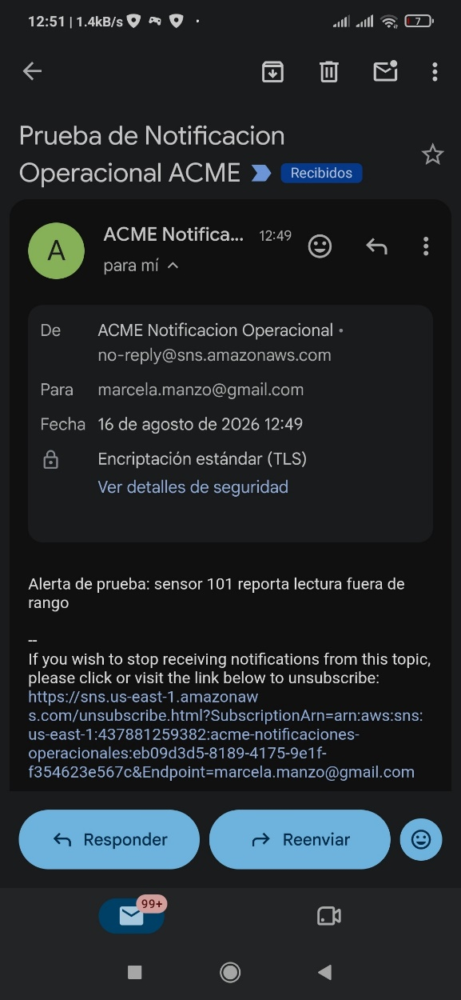 12:51 | 1.4kB/s
7
Prueba de Notificacion
Operacional ACME
Recibidos
A
ACME Notifica... 12:49
para mí
De ACME Notificacion Operacional •
no-reply@sns.amazonaws.com
Para marcela.manzo@gmail.com
Fecha 16 de agosto de 2026 12:49
Encriptación estándar (TLS)
Ver detalles de seguridad
Alerta de prueba: sensor 101 reporta lectura fuera de
rango
--
If you wish to stop receiving notifications from this topic,
please click or visit the link below to unsubscribe:
https://sns.us-east-1.amazonaw
s.com/unsubscribe.html?SubscriptionArn=arn:aws:sns:
us-east-1:437881259382:acme-notificaciones-
operacionales:eb09d3d5-8189-4175-9e1f-
f354623e567c&Endpoint=marcela.manzo@gmail.com
Responder
Reenviar
99+